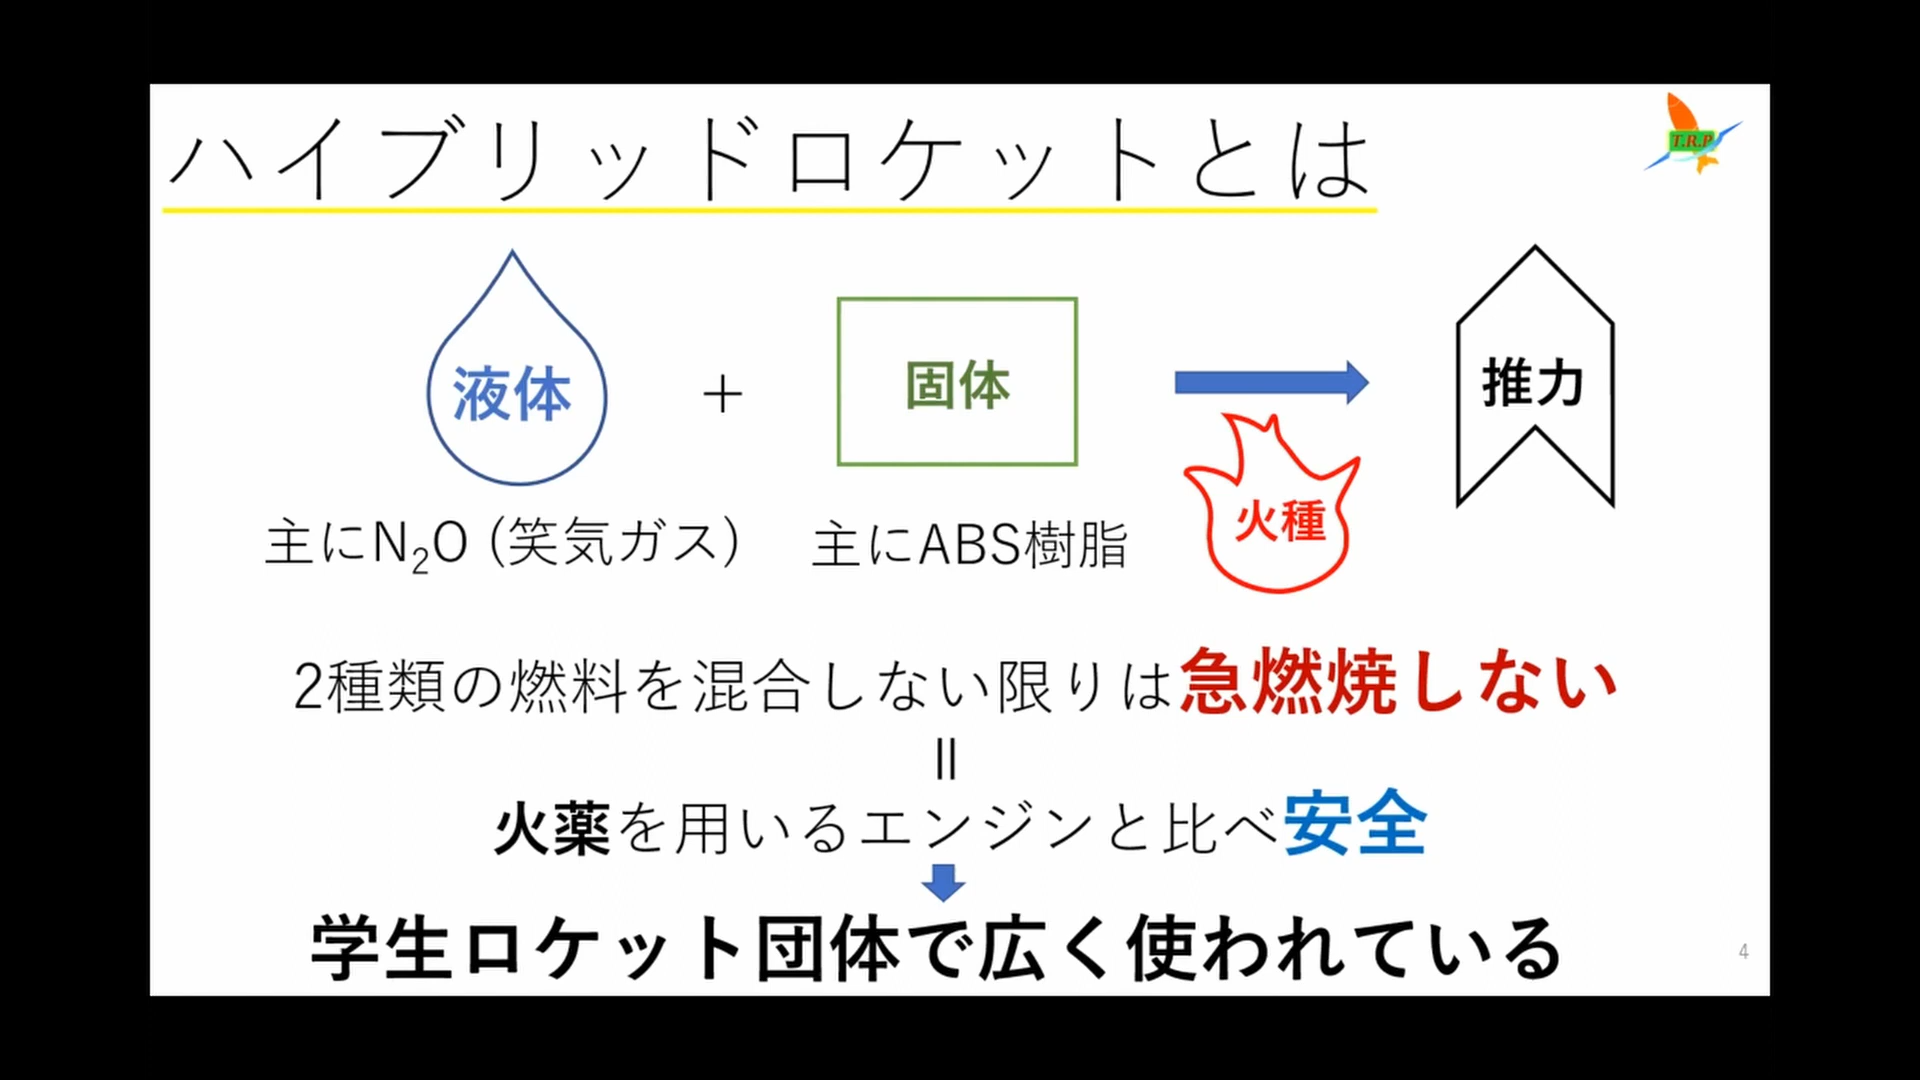 ハイブリッドロケットとは
T.R.P
液体
+
固体
推力
火種
主にN₂O (笑気ガス)
主にABS樹脂
2種類の燃料を混合しない限りは急燃焼しない
=
火薬を用いるエンジンと比べ安全
学生ロケット団体で広く使われている
4